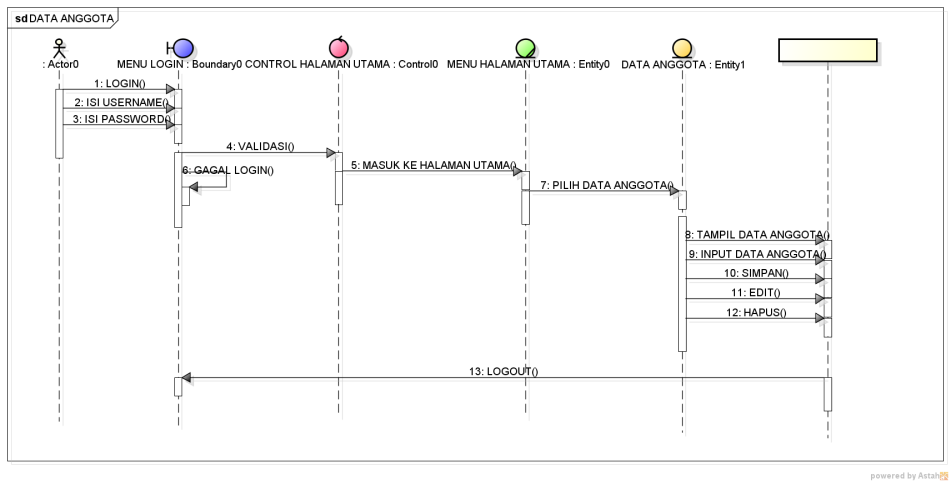 sd DATA ANGGOTA
: Actor0
MENU LOGIN : Boundary0
CONTROL HALAMAN UTAMA : Control0
MENU HALAMAN UTAMA : Entity0
DATA ANGGOTA : Entity1
1: LOGIN()
2: ISI USERNAME()
3: ISI PASSWORD()
4: VALIDASI()
5: MASUK KE HALAMAN UTAMA()
6: GAGAL LOGIN()
7: PILIH DATA ANGGOTA()
8: TAMPIL DATA ANGGOTA()
9: INPUT DATA ANGGOTA()
10: SIMPAN()
11: EDIT()
12: HAPUS()
13: LOGOUT()
powered by Astah